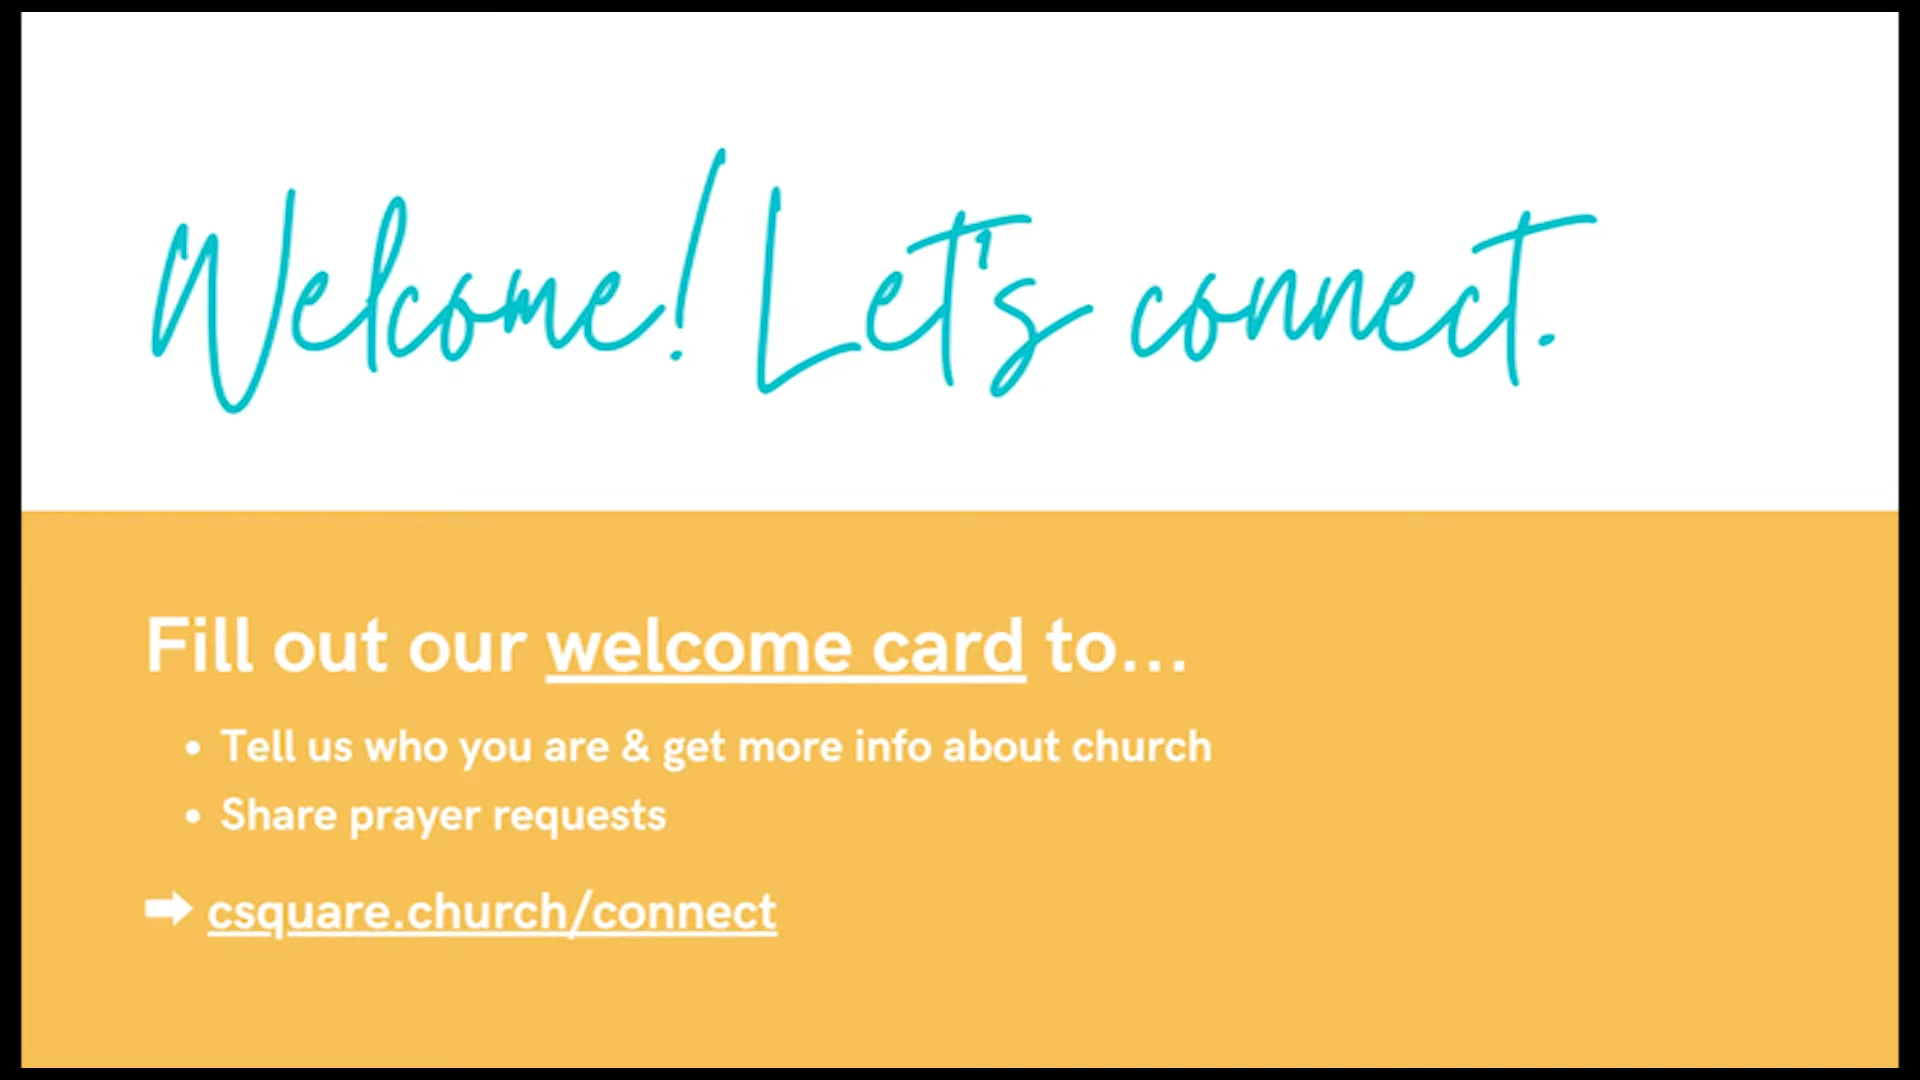 Welcome! Let's connect.
Fill out our welcome card to...
• Tell us who you are & get more info about church
• Share prayer requests
➡ csquare.church/connect